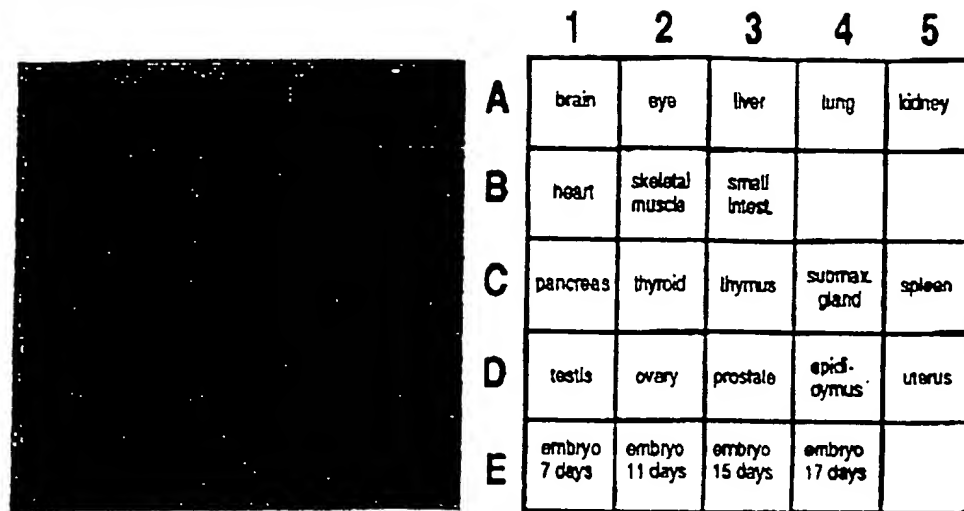 1 2 3 4 5
A brain eye liver lung kidney
B heart skeletal muscle small intest.
C pancreas thyroid thymus submax. gland spleen
D testis ovary prostate epidi-dymus uterus
E embryo 7 days embryo 11 days embryo 15 days embryo 17 days